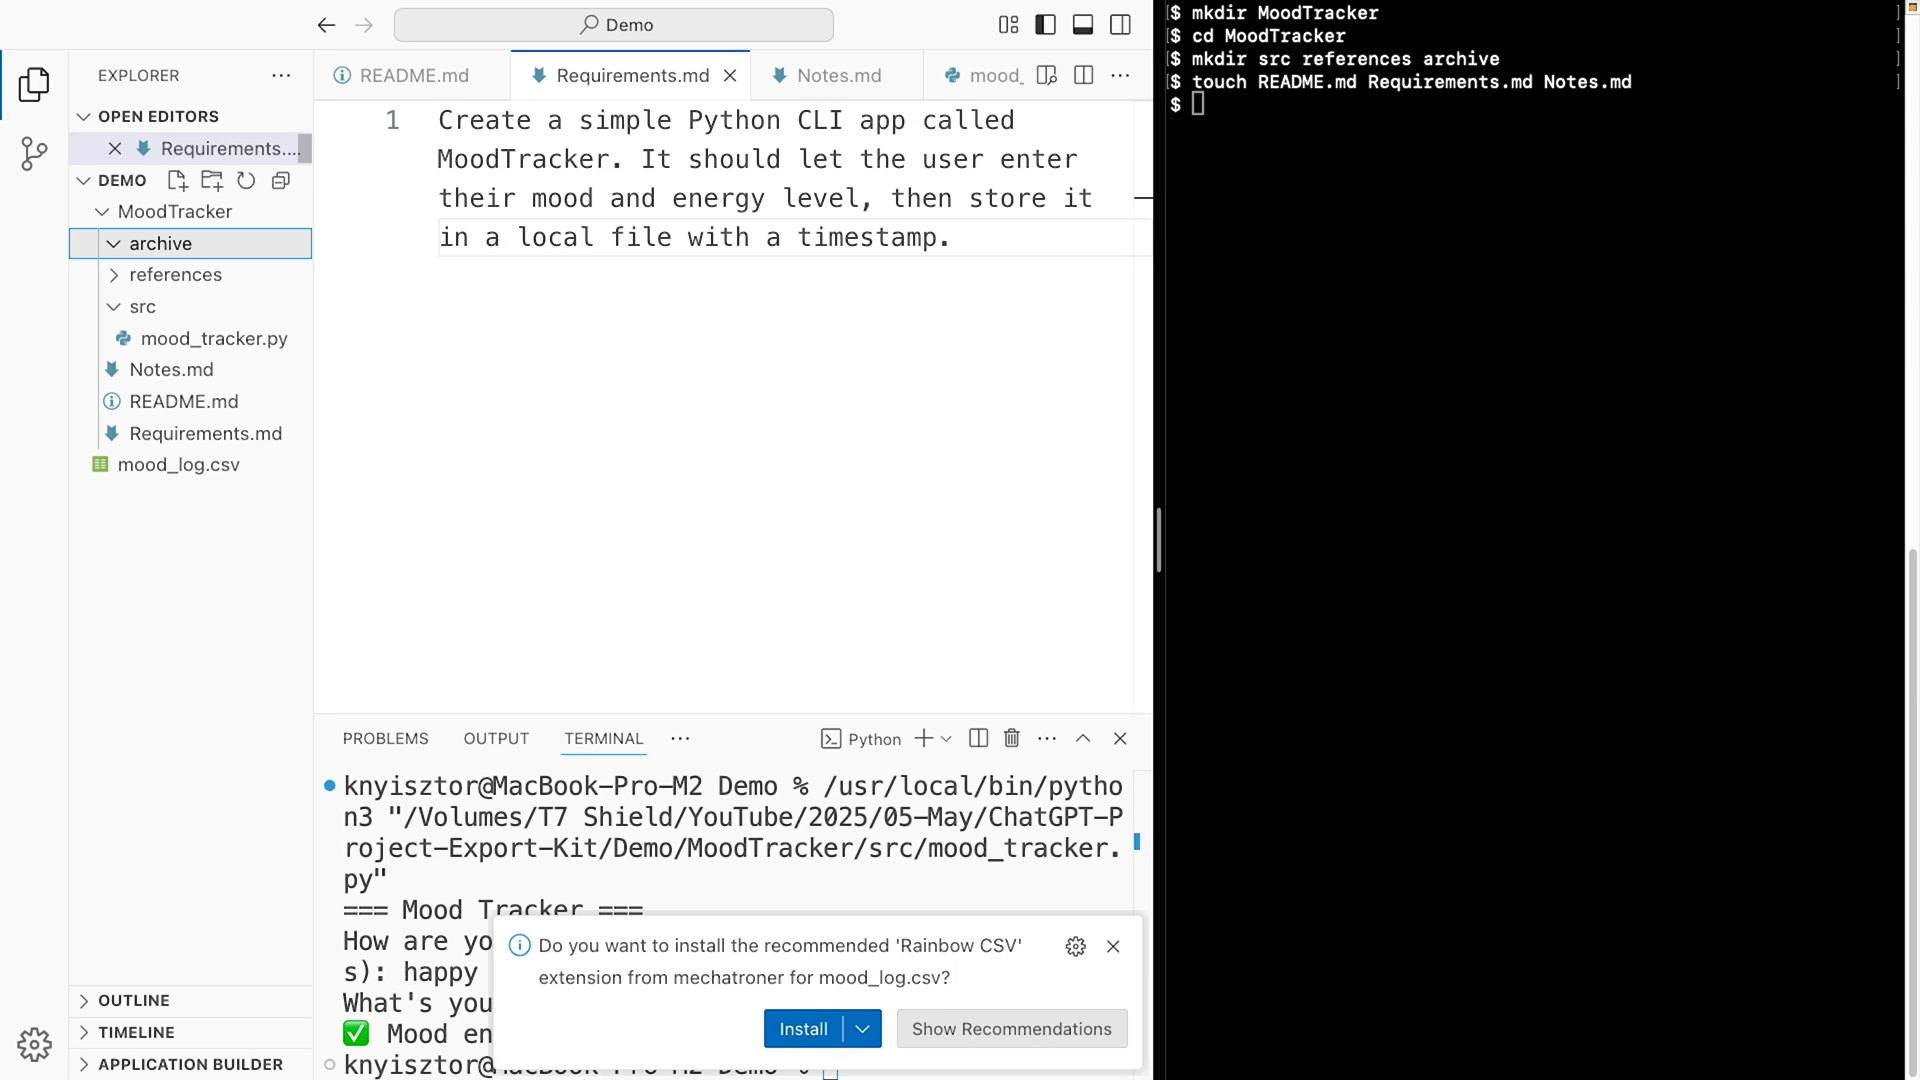 Demo
EXPLORER
OPEN EDITORS
Requirements....
DEMO
MoodTracker
archive
references
src
mood_tracker.py
Notes.md
README.md
Requirements.md
mood_log.csv
OUTLINE
TIMELINE
APPLICATION BUILDER
README.md
Requirements.md
Notes.md
mood_
1
Create a simple Python CLI app called
MoodTracker. It should let the user enter
their mood and energy level, then store it
in a local file with a timestamp.
PROBLEMS
OUTPUT
TERMINAL
Python
knyisztor@MacBook-Pro-M2 Demo % /usr/local/bin/pytho
n3 "/Volumes/T7 Shield/YouTube/2025/05-May/ChatGPT-P
roject-Export-Kit/Demo/MoodTracker/src/mood_tracker.
py"
=== Mood Tracker ===
How are yo
s): happy
What's you
✅ Mood en
knyisztor@MacBook-Pro-M2 Demo %
Do you want to install the recommended 'Rainbow CSV'
extension from mechatroner for mood_log.csv?
Install
Show Recommendations
[$ mkdir MoodTracker ]
[$ cd MoodTracker ]
[$ mkdir src references archive ]
[$ touch README.md Requirements.md Notes.md ]
$